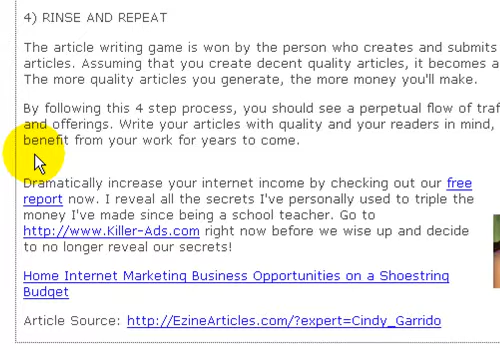 4) RINSE AND REPEAT
The article writing game is won by the person who creates and submits
articles. Assuming that you create decent quality articles, it becomes a
The more quality articles you generate, the more money you'll make.
By following this 4 step process, you should see a perpetual flow of traf
and offerings. Write your articles with quality and your readers in mind,
benefit from your work for years to come.
Dramatically increase your internet income by checking out our free
report now. I reveal all the secrets I've personally used to triple the
money I've made since being a school teacher. Go to
http://www.Killer-Ads.com right now before we wise up and decide
to no longer reveal our secrets!
Home Internet Marketing Business Opportunities on a Shoestring
Budget
Article Source: http://EzineArticles.com/?expert=Cindy_Garrido